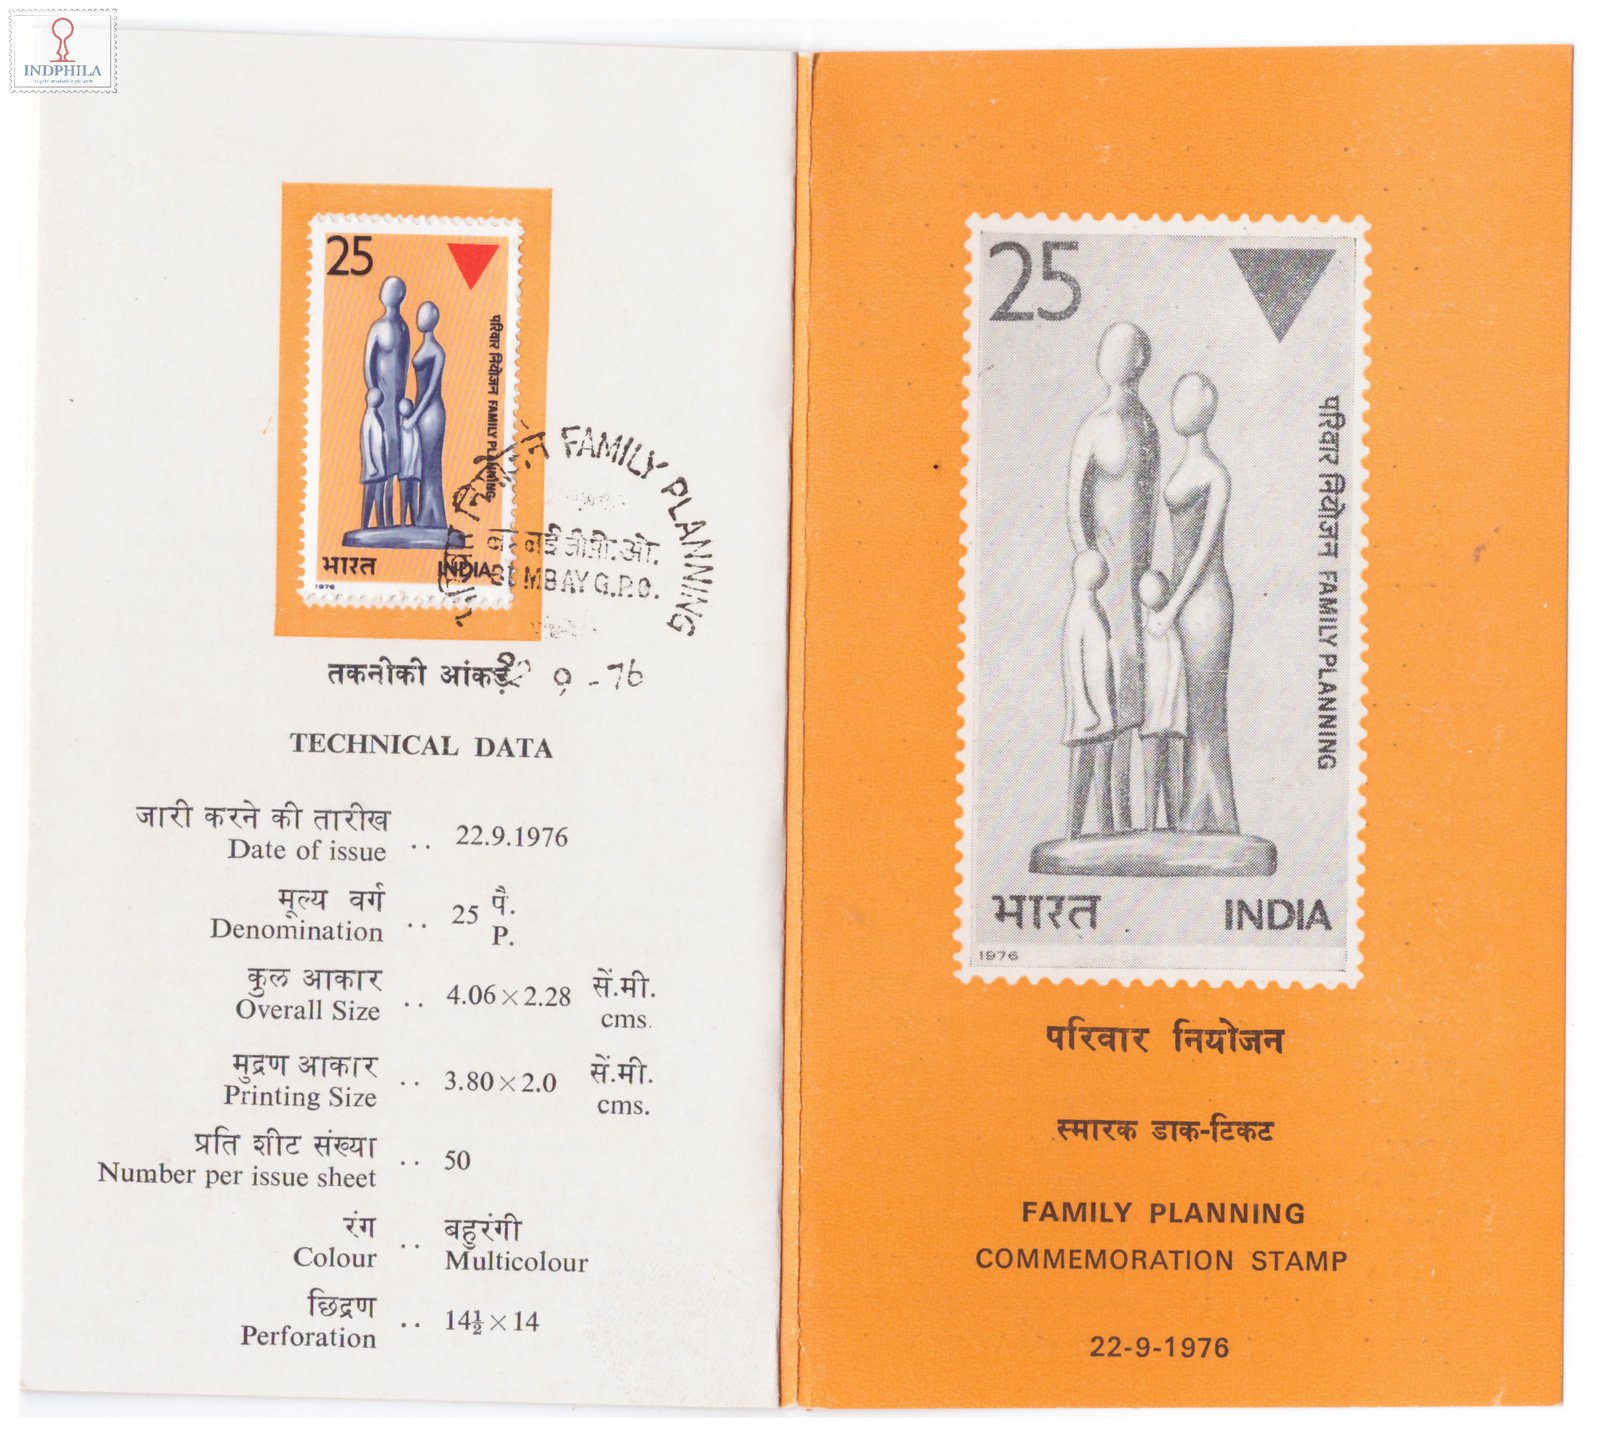 INDPHILA
25
परिवार नियोजन FAMILY PLANNING
भारत INDIA
1976
नियोजन FAMILY PLANNING
बम्बई जी.पी.ओ.
BOMBAY G.P.O.
22-9-76
तकनीकी आंकड़े
TECHNICAL DATA
जारी करने की तारीख
Date of issue .. 22.9.1976
मूल्य वर्ग
Denomination .. 25 पै.
P.
कुल आकार
Overall Size .. 4.06×2.28 सें.मी.
cms.
मुद्रण आकार
Printing Size .. 3.80×2.0 सें.मी.
cms.
प्रति शीट संख्या
Number per issue sheet .. 50
रंग .. बहुरंगी
Colour Multicolour
छिद्रण
Perforation .. 14½×14
25
परिवार नियोजन FAMILY PLANNING
भारत INDIA
1976
परिवार नियोजन
स्मारक डाक-टिकट
FAMILY PLANNING
COMMEMORATION STAMP
22-9-1976